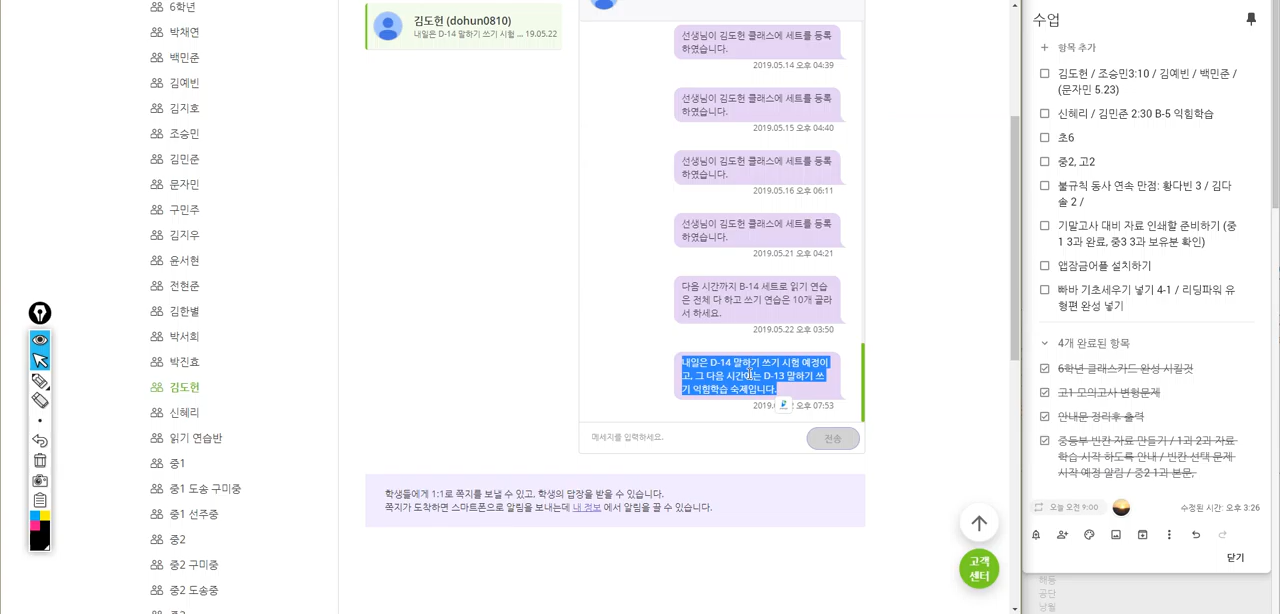 6학년
박채연
백민준
김예빈
김지호
조승민
김민준
문자민
구민주
김지우
윤서현
전현준
김한별
박서희
박진효
김도헌
신혜리
읽기 연습반
중1
중1 도송 구미중
중1 선주중
중2
중2 구미중
중2 도송중
김도헌 (dohun0810)
내일은 D-14 말하기 쓰기 시험 ... 19.05.22
선생님이 김도헌 클래스에 세트를 등록
하였습니다.
2019.05.14 오후 04:39
선생님이 김도헌 클래스에 세트를 등록
하였습니다.
2019.05.15 오후 04:40
선생님이 김도헌 클래스에 세트를 등록
하였습니다.
2019.05.16 오후 06:11
선생님이 김도헌 클래스에 세트를 등록
하였습니다.
2019.05.21 오후 04:21
다음 시간까지 B-14 세트로 읽기 연습
은 전체 다 하고 쓰기 연습은 10개 골라
서 하세요.
2019.05.22 오후 03:50
내일은 D-14 말하기 쓰기 시험 예정이
고, 그 다음 시간에는 D-13 말하기 쓰
기 익힘학습 숙제입니다.
오후 07:53
메세지를 입력하세요.
전송
학생들에게 1:1로 쪽지를 보낼 수 있고, 학생의 답장을 받을 수 있습니다.
쪽지가 도착하면 스마트폰으로 알림을 보내는데 내 정보 에서 알림을 끌 수 있습니다.
고객
센터
수업
항목 추가
김도헌 / 조승민3:10 / 김예빈 / 백민준 /
(문자민 5.23)
신혜리 / 김민준 2:30 B-5 익힘학습
초6
중2, 고2
불규칙 동사 연속 만점: 황다빈 3 / 김다
솔 2 /
기말고사 대비 자료 인쇄할 준비하기 (중
1 3과 완료, 중3 3과 보유분 확인)
앱잠금어플 설치하기
빠바 기초세우기 넣기 4-1 / 리딩파워 유
형편 완성 넣기
4개 완료된 항목
6학년 클래스카드 완성 시킬것
고1 모의고사 변형문제
안내문 정리후 출력
중등부 빈칸 자료 만들기 / 1과 2과 자료
학습 시작 하도록 안내 / 빈칸 선택 문제
시작 예정 알림 / 중2 1과 본문,
오늘 오전 9:00
수정된 시간: 오후 3:26
닫기
해동
공단
낭월